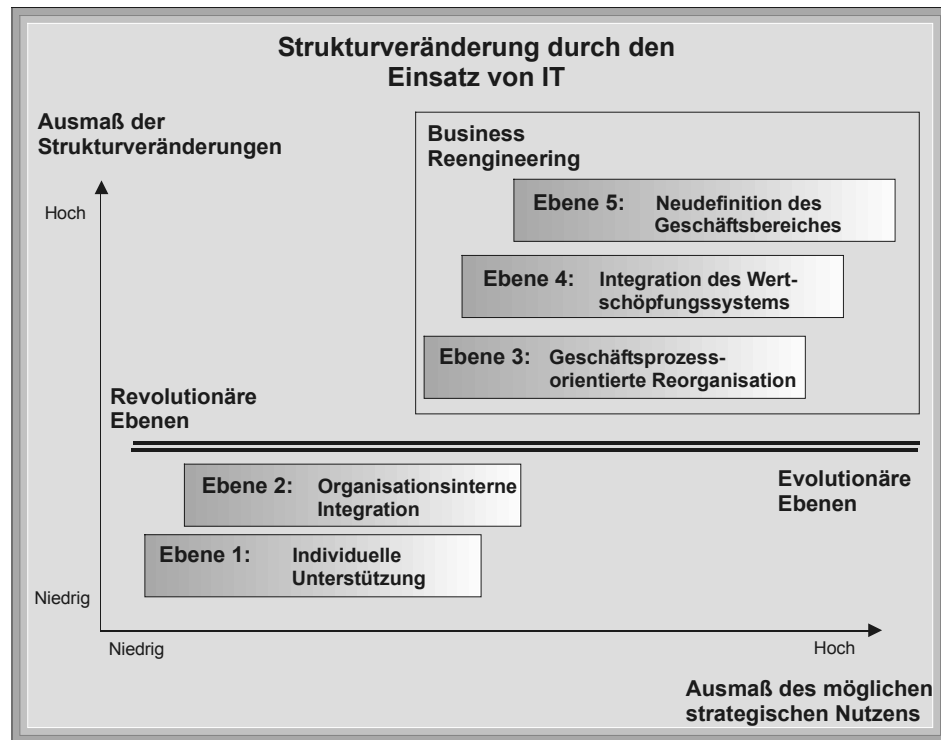 Strukturveränderung durch den
Einsatz von IT
Ausmaß der
Strukturveränderungen
Hoch
Business
Reengineering
Ebene 5: Neudefinition des
Geschäftsbereiches
Ebene 4: Integration des Wert-
schöpfungssystems
Ebene 3: Geschäftsprozess-
orientierte Reorganisation
Revolutionäre
Ebenen
Ebene 2: Organisationsinterne
Integration
Evolutionäre
Ebenen
Ebene 1: Individuelle
Unterstützung
Niedrig
Niedrig
Hoch
Ausmaß des möglichen
strategischen Nutzens